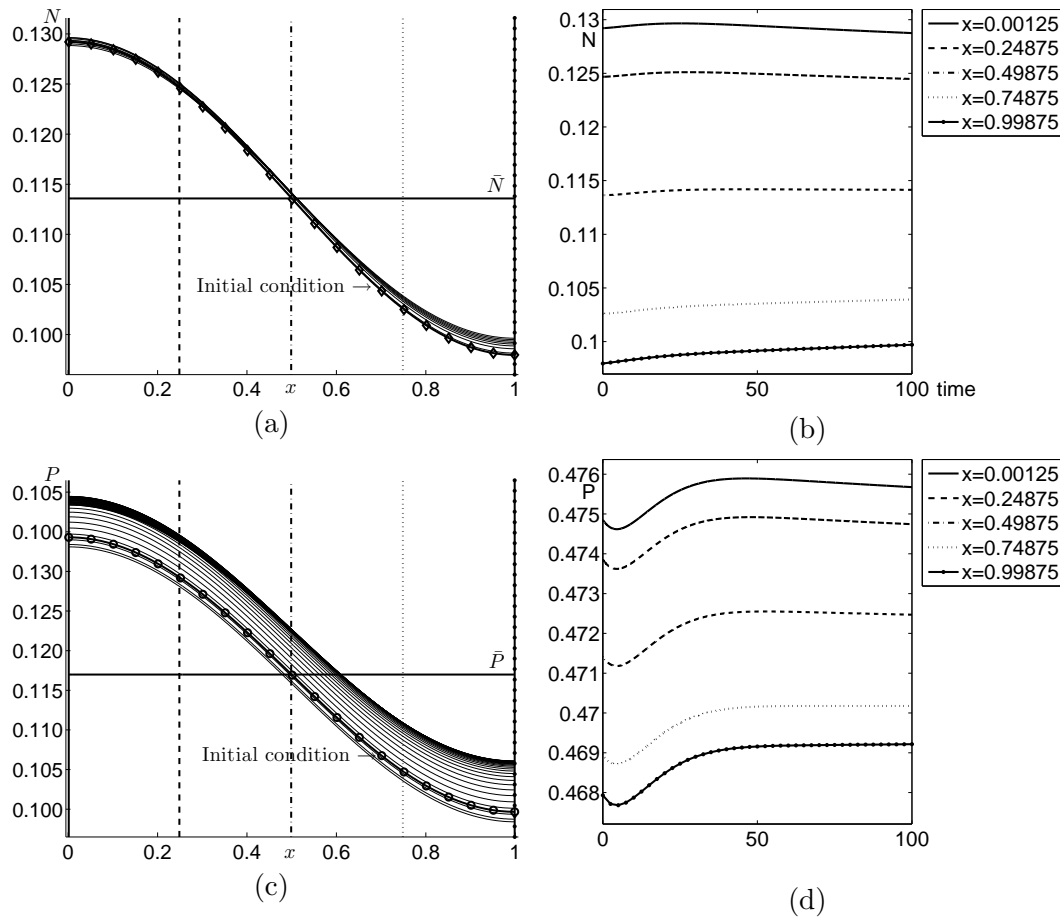 N
0.130
0.125
0.120
0.115
0.110
0.105
0.100
N̄
Initial condition →
0 0.2 0.4 x 0.6 0.8 1
(a)
0.13
N
0.125
0.12
0.115
0.11
0.105
0.1
0 50 100 time
x=0.00125
x=0.24875
x=0.49875
x=0.74875
x=0.99875
(b)
P
0.105
0.100
0.130
0.125
0.120
0.115
0.110
0.105
0.100
P̄
Initial condition →
0 0.2 0.4 x 0.6 0.8 1
(c)
0.476
P
0.475
0.474
0.473
0.472
0.471
0.47
0.469
0.468
0 50 100
x=0.00125
x=0.24875
x=0.49875
x=0.74875
x=0.99875
(d)